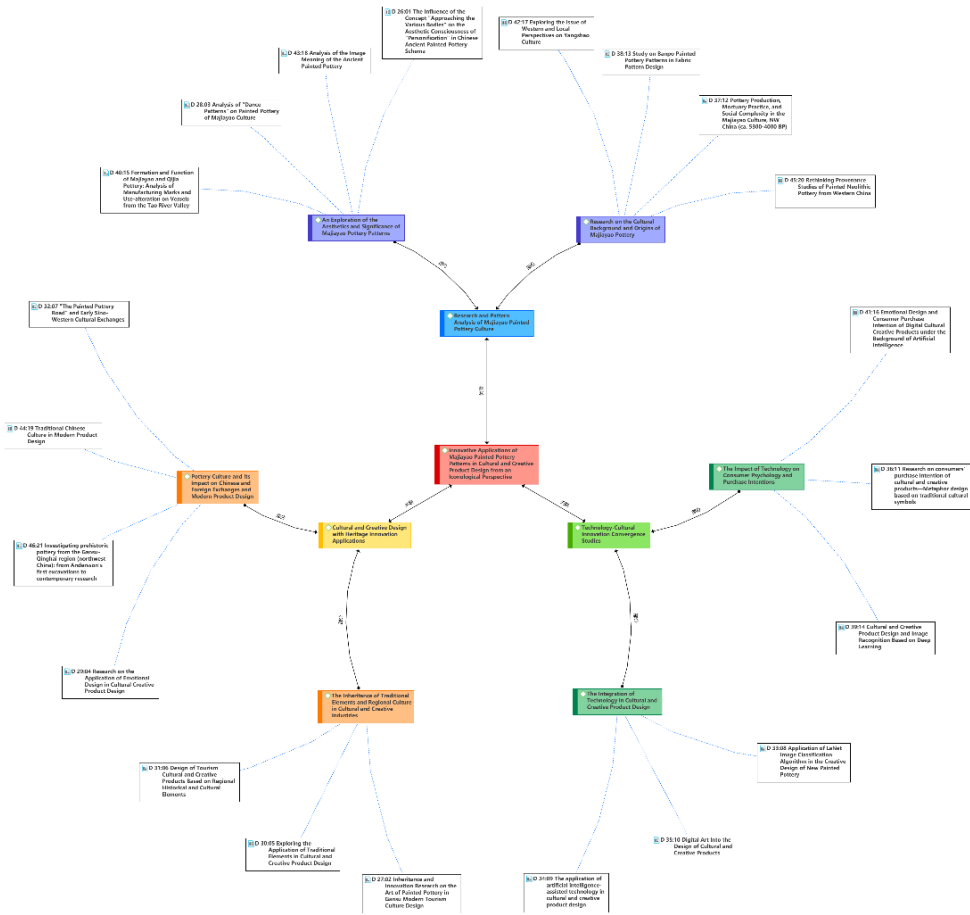 D 26:01 The Influence of the
Concept "Approaching the
Various Bodies" on the
Aesthetic Consciousness of
"Personification" in Chinese
Ancient Painted Pottery
Schema
D 42:17 Exploring the Issue of
Western and Local
Perspectives on Yangshao
Culture
D 43:18 Analysis of the Image
Meaning of the Ancient
Painted Pottery
D 38:13 Study on Banpo Painted
Pottery Patterns in Fabric
Pattern Design
D 28:03 Analysis of "Dance
Patterns" on Painted Pottery
of Majiayao Culture
D 37:12 Pottery Production,
Mortuary Practice, and
Social Complexity in the
Majiayao Culture, NW
China (ca. 5300-4000 BP)
D 40:15 Formation and Function
of Majiayao and Qijia
Pottery: Analysis of
Manufacturing Marks and
Use-alteration on Vessels
from the Tao River Valley
D 45:20 Rethinking Provenance
Studies of Painted Neolithic
Pottery from Western China
An Exploration of the
Aesthetics and Significance of
Majiayao Pottery Patterns
Research on the Cultural
Background and Origins of
Majiayao Pottery
Research and Pattern
Analysis of Majiayao Painted
Pottery Culture
D 32:07 "The Painted Pottery
Road" and Early Sino-
Western Cultural Exchanges
D 41:16 Emotional Design and
Consumer Purchase
Intention of Digital Cultural
Creative Products under the
Background of Artificial
Intelligence
D 44:19 Traditional Chinese
Culture in Modern Product
Design
Innovative Applications of
Majiayao Painted Pottery
Patterns in Cultural and Creative
Product Design from an
Iconological Perspective
Pottery Culture and Its
Impact on Chinese and
Foreign Exchanges and
Modern Product Design
The Impact of Technology on
Consumer Psychology and
Purchase Intentions
D 36:11 Research on consumers'
purchase intention of
cultural and creative
products—Metaphor design
based on traditional cultural
symbols
Cultural and Creative Design
with Heritage Innovation
Applications
Technology-Cultural
Innovation Convergence
Studies
D 46:21 Investigating prehistoric
pottery from the Gansu-
Qinghai region (northwest
China): from Andersson's
first excavations to
contemporary research
D 39:14 Cultural and Creative
Product Design and Image
Recognition Based on Deep
Learning
D 29:04 Research on the
Application of Emotional
Design in Cultural Creative
Product Design
The Inheritance of Traditional
Elements and Regional Culture
in Cultural and Creative
Industries
The Integration of
Technology in Cultural and
Creative Product Design
D 33:08 Application of LeNet
Image Classification
Algorithm in the Creative
Design of New Painted
Pottery
D 31:06 Design of Tourism
Cultural and Creative
Products Based on Regional
Historical and Cultural
Elements
D 30:05 Exploring the
Application of Traditional
Elements in Cultural and
Creative Product Design
D 35:10 Digital Art Into the
Design of Cultural and
Creative Products
D 27:02 Inheritance and
Innovation Research on the
Art of Painted Pottery in
Gansu Modern Tourism
Culture Design
D 34:09 The application of
artificial intelligence-
assisted technology in
cultural and creative
product design